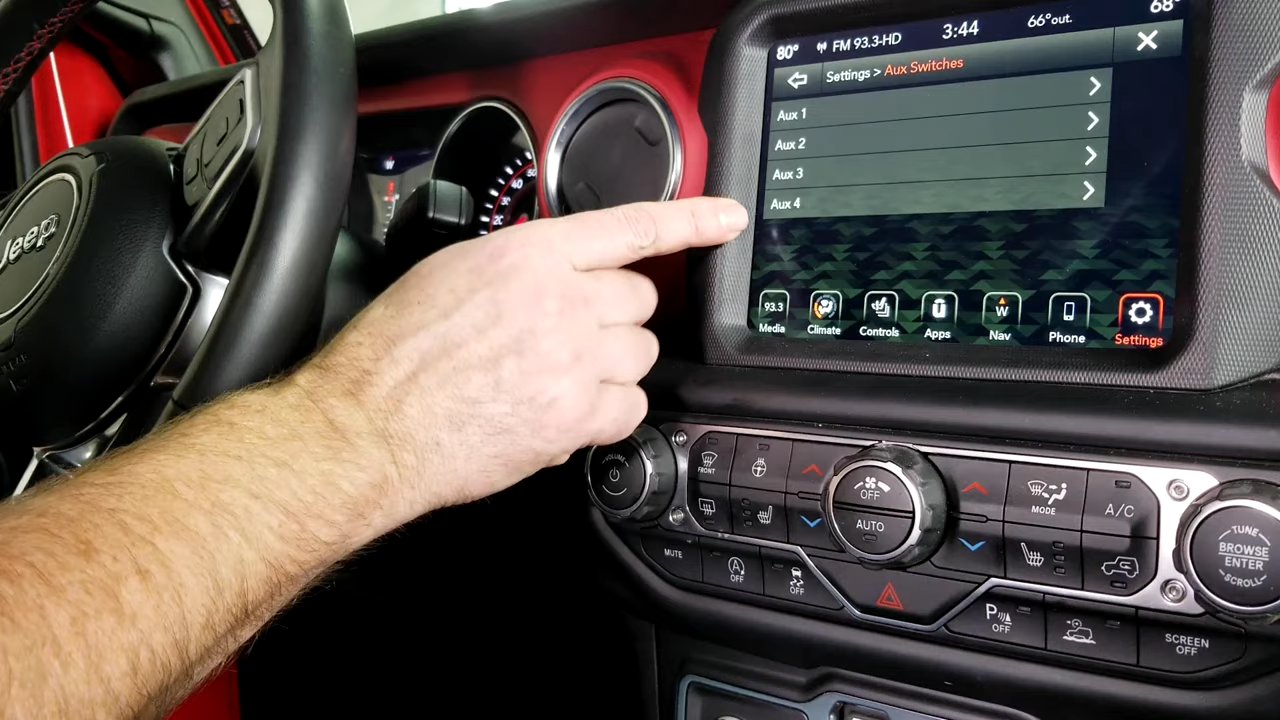 80° FM 93.3-HD 3:44 66°out. 68°
Settings > Aux Switches
Aux 1
Aux 2
Aux 3
Aux 4
93.3
W
Media Climate Controls Apps Nav Phone Settings
Jeep
40
20
VOLUME
FRONT
OFF
AUTO
MODE
A/C
TUNE
BROWSE
ENTER
SCROLL
MUTE
OFF
OFF
P
OFF
SCREEN
OFF